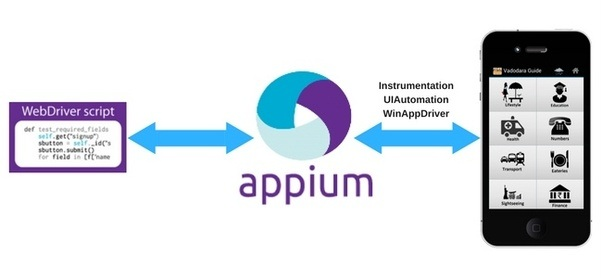 WebDriver script
def test_required_fields
self.get("signup")
sbutton = self._id("s
sbutton.submit()
for field in [f['name
appium
Instrumentation
UIAutomation
WinAppDriver
Vadodara Guide
Lifestyle
Education
Health
Numbers
Transport
Eateries
Sightseeing
Finance